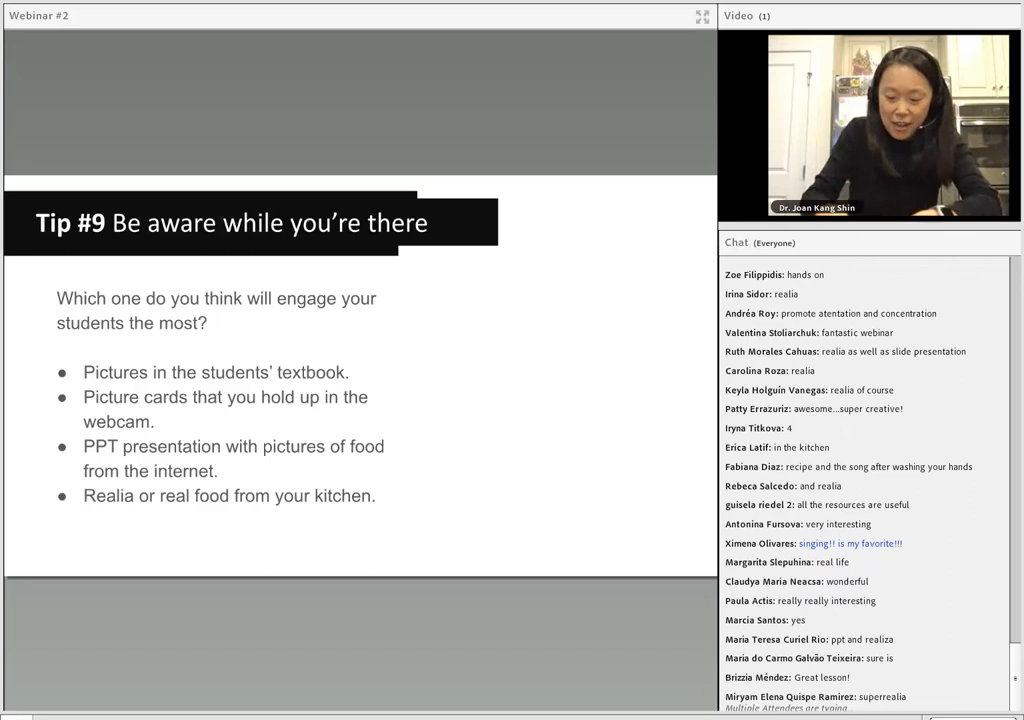 Webinar #2
Tip #9 Be aware while you're there
Which one do you think will engage your
students the most?
● Pictures in the students' textbook.
● Picture cards that you hold up in the
webcam.
● PPT presentation with pictures of food
from the internet.
● Realia or real food from your kitchen.
Video (1)
Dr. Joan Kang Shin
Chat (Everyone)
Zoe Filippidis: hands on
Irina Sidor: realia
Andréa Roy: promote atentation and concentration
Valentina Stoliarchuk: fantastic webinar
Ruth Morales Cahuas: realia as well as slide presentation
Carolina Roza: realia
Keyla Holguín Vanegas: realia of course
Patty Errazuriz: awesome...super creative!
Iryna Titkova: 4
Erica Latif: in the kitchen
Fabiana Diaz: recipe and the song after washing your hands
Rebeca Salcedo: and realia
guisela riedel 2: all the resources are useful
Antonina Fursova: very interesting
Ximena Olivares: singing!! is my favorite!!!
Margarita Slepuhina: real life
Claudya Maria Neacsa: wonderful
Paula Actis: really really interesting
Marcia Santos: yes
Maria Teresa Curiel Rio: ppt and realiza
Maria do Carmo Galvão Teixeira: sure is
Brizzia Méndez: Great lesson!
Miryam Elena Quispe Ramirez: superrealia
Multiple Attendees are typing...